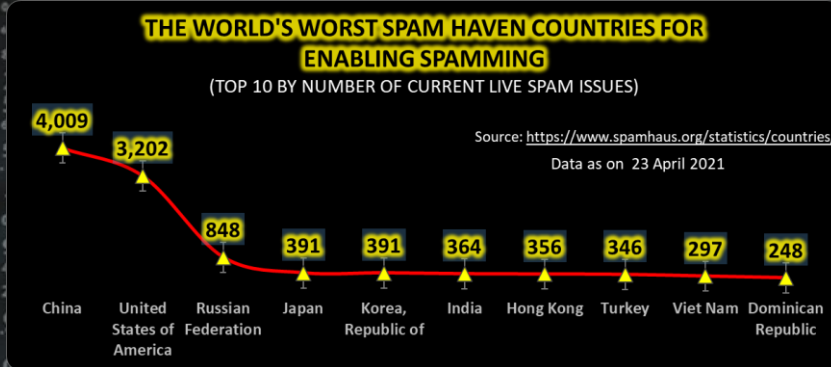 THE WORLD'S WORST SPAM HAVEN COUNTRIES FOR
ENABLING SPAMMING
(TOP 10 BY NUMBER OF CURRENT LIVE SPAM ISSUES)
Source: https://www.spamhaus.org/statistics/countries/
Data as on 23 April 2021
4,009
3,202
848
391
391
364
356
346
297
248
China
United
States of
America
Russian
Federation
Japan
Korea,
Republic of
India
Hong Kong
Turkey
Viet Nam
Dominican
Republic